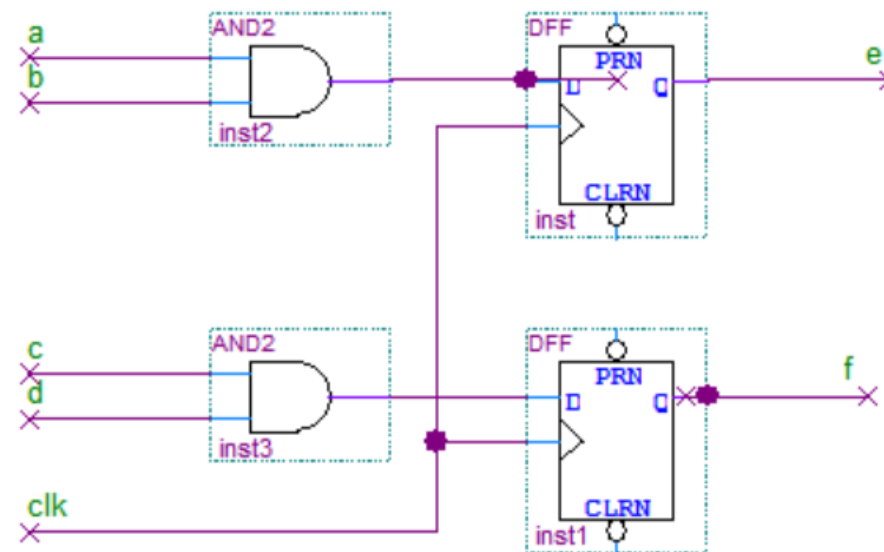 AND2
a
b
inst2
DFF
PRN
D
Q
CLRN
inst
e
AND2
c
d
inst3
DFF
PRN
D
Q
CLRN
inst1
f
clk